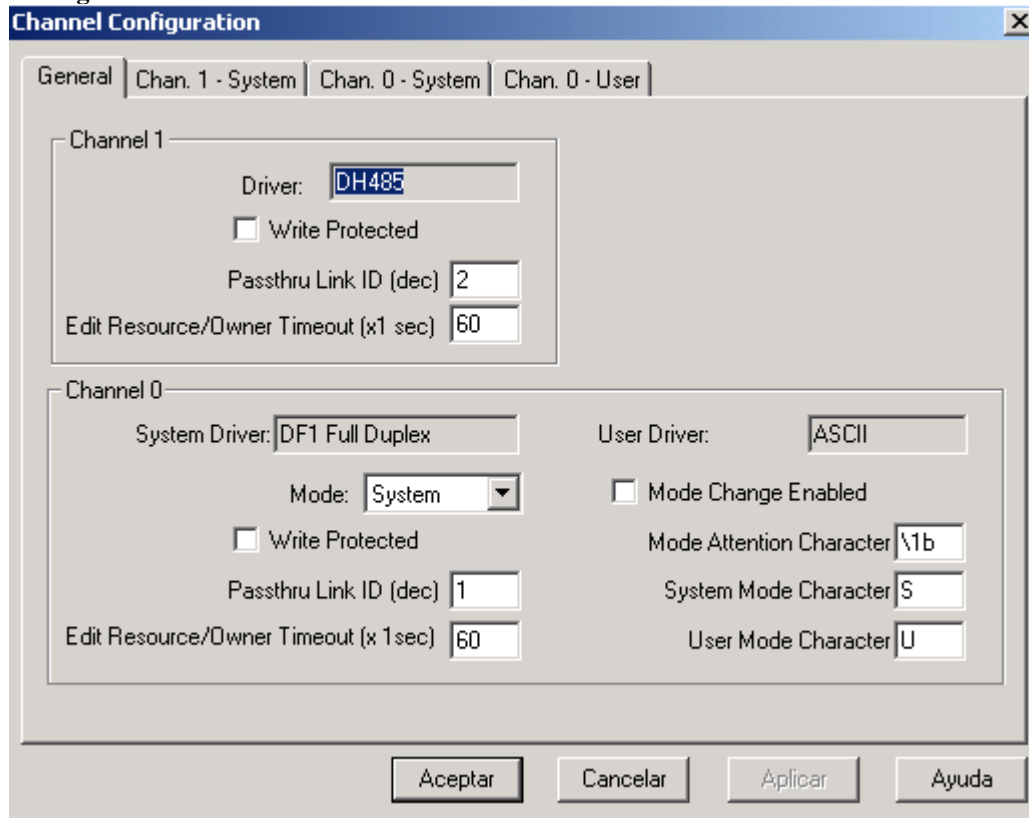 Channel Configuration
General Chan. 1 - System Chan. 0 - System Chan. 0 - User
Channel 1
Driver: DH485
Write Protected
Passthru Link ID (dec) 2
Edit Resource/Owner Timeout (x1 sec) 60
Channel 0
System Driver: DF1 Full Duplex User Driver: ASCII
Mode: System Mode Change Enabled
Write Protected Mode Attention Character \1b
Passthru Link ID (dec) 1 System Mode Character S
Edit Resource/Owner Timeout (x 1sec) 60 User Mode Character U
Aceptar Cancelar Aplicar Ayuda